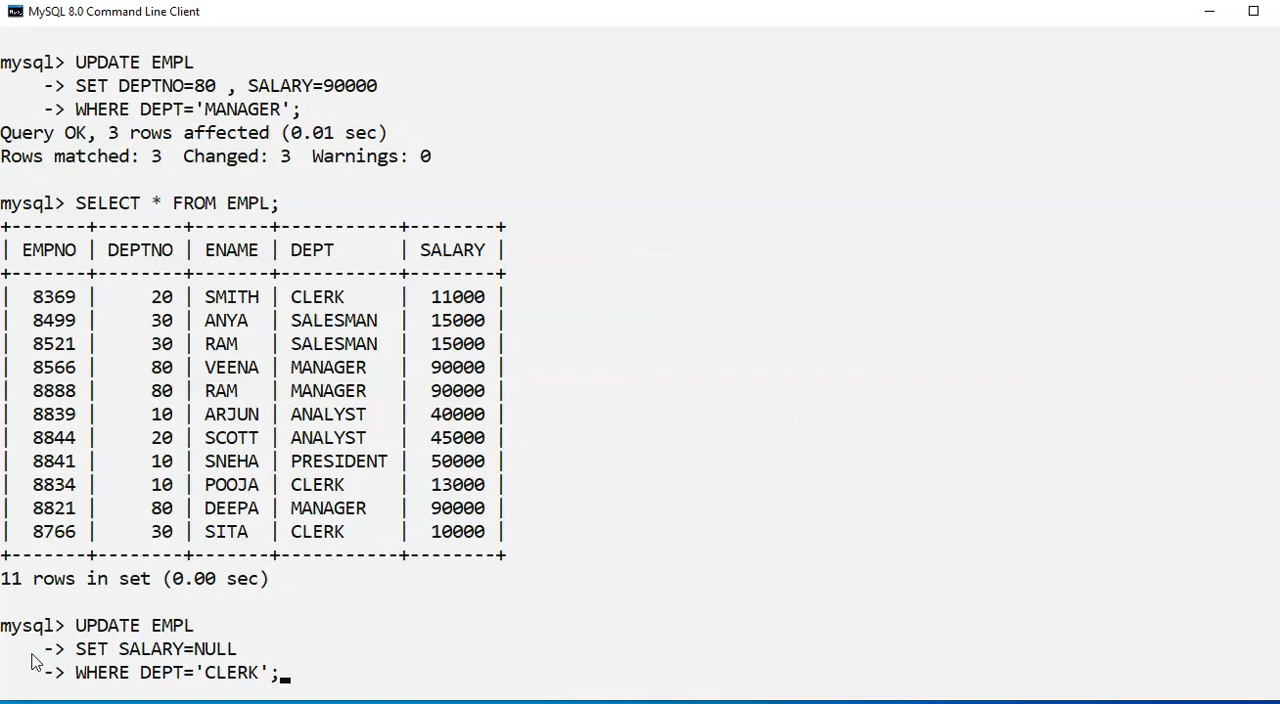 MySQL 8.0 Command Line Client
mysql> UPDATE EMPL
    -> SET DEPTNO=80 , SALARY=90000
    -> WHERE DEPT='MANAGER';
Query OK, 3 rows affected (0.01 sec)
Rows matched: 3  Changed: 3  Warnings: 0
mysql> SELECT * FROM EMPL;
+-------+--------+-------+-----------+--------+
| EMPNO | DEPTNO | ENAME | DEPT      | SALARY |
+-------+--------+-------+-----------+--------+
|  8369 |     20 | SMITH | CLERK     |  11000 |
|  8499 |     30 | ANYA  | SALESMAN  |  15000 |
|  8521 |     30 | RAM   | SALESMAN  |  15000 |
|  8566 |     80 | VEENA | MANAGER   |  90000 |
|  8888 |     80 | RAM   | MANAGER   |  90000 |
|  8839 |     10 | ARJUN | ANALYST   |  40000 |
|  8844 |     20 | SCOTT | ANALYST   |  45000 |
|  8841 |     10 | SNEHA | PRESIDENT |  50000 |
|  8834 |     10 | POOJA | CLERK     |  13000 |
|  8821 |     80 | DEEPA | MANAGER   |  90000 |
|  8766 |     30 | SITA  | CLERK     |  10000 |
+-------+--------+-------+-----------+--------+
11 rows in set (0.00 sec)
mysql> UPDATE EMPL
    -> SET SALARY=NULL
    -> WHERE DEPT='CLERK';